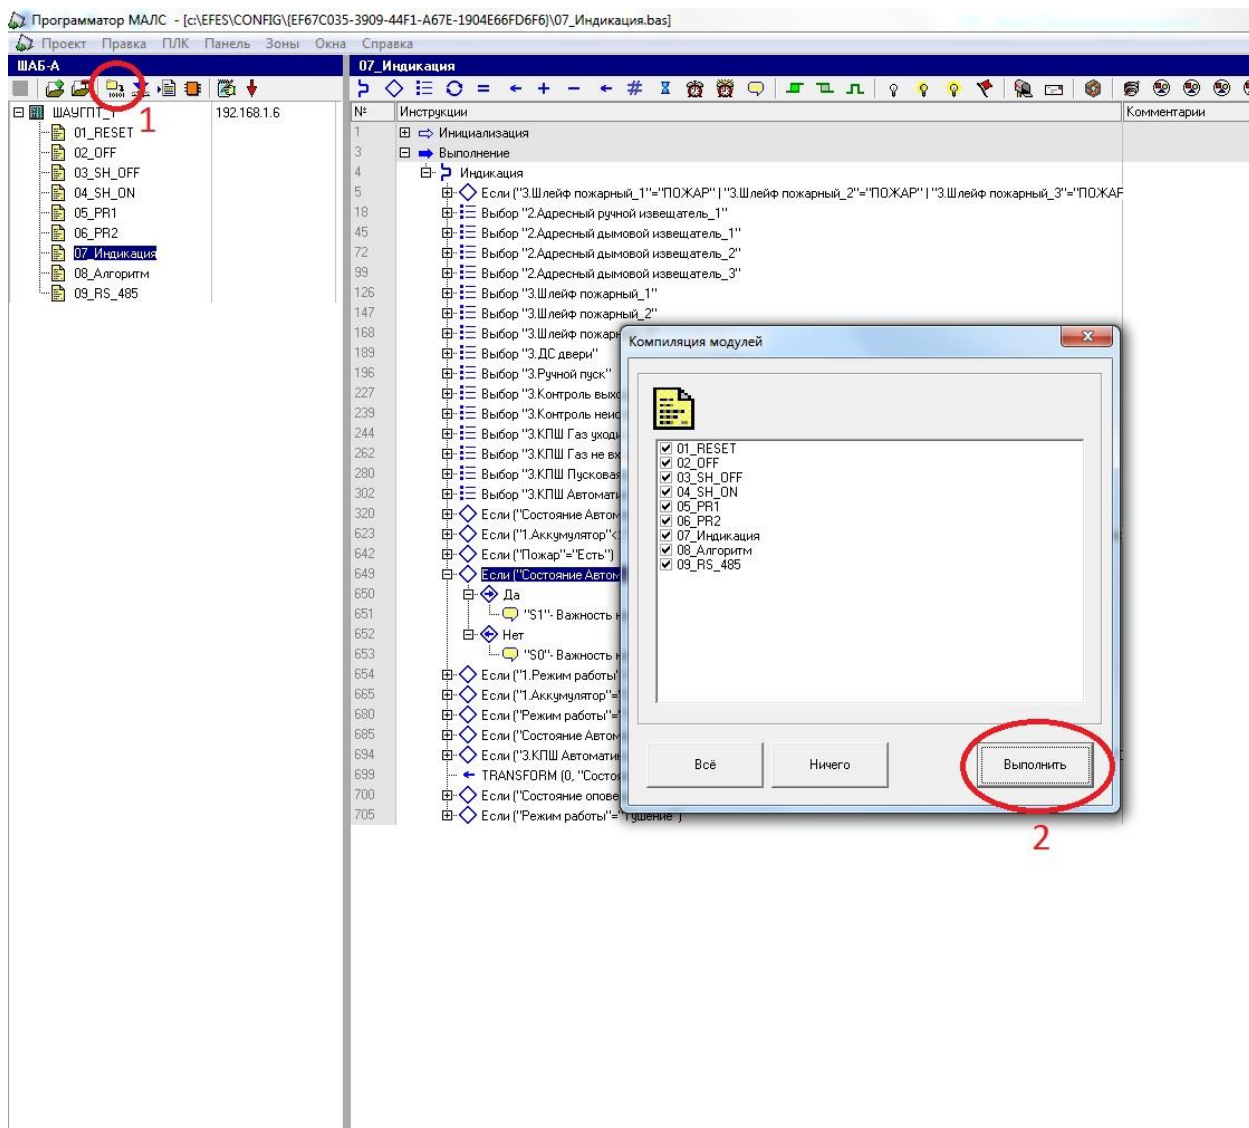 Программатор МАЛС - [c:\EFES\CONFIG\{EF67C035-3909-44F1-A67E-1904E66FD6F6}\07_Индикация.bas]
Проект Правка ПЛК Панель Зоны Окна Справка
ШАБ-А
1
ШАУГПТ_1 192.168.1.6
01_RESET
02_OFF
03_SH_OFF
04_SH_ON
05_PR1
06_PR2
07_Индикация
08_Алгоритм
09_RS_485
07_Индикация
№ Инструкции Комментарии
1 Инициализация
3 Выполнение
4 Индикация
5 Если ("3.Шлейф пожарный_1"="ПОЖАР" | "3.Шлейф пожарный_2"="ПОЖАР" | "3.Шлейф пожарный_3"="ПОЖАР
18 Выбор "2.Адресный ручной извещатель_1"
45 Выбор "2.Адресный дымовой извещатель_1"
72 Выбор "2.Адресный дымовой извещатель_2"
99 Выбор "2.Адресный дымовой извещатель_3"
126 Выбор "3.Шлейф пожарный_1"
147 Выбор "3.Шлейф пожарный_2"
168 Выбор "3.Шлейф пожарн
189 Выбор "3.ДС двери"
196 Выбор "3.Ручной пуск"
227 Выбор "3.Контроль выхо
239 Выбор "3.Контроль неис
244 Выбор "3.КПШ Газ уходи
262 Выбор "3.КПШ Газ не вх
280 Выбор "3.КПШ Пусковая
302 Выбор "3.КПШ Автомати
320 Если ("Состояние Автом
623 Если ("1.Аккумулятор"<
642 Если ("Пожар"="Есть")
649 Если ("Состояние Автом
650 Да
651 "S1"- Важность н
652 Нет
653 "S0"- Важность н
654 Если ("1.Режим работы"
665 Если ("1.Аккумулятор"=
680 Если ("Режим работы"=
685 Если ("Состояние Автом
694 Если ("3.КПШ Автомати
699 TRANSFORM (0, "Состо
700 Если ("Состояние опове
705 Если ("Режим работы"="Тушение")
Компиляция модулей
01_RESET
02_OFF
03_SH_OFF
04_SH_ON
05_PR1
06_PR2
07_Индикация
08_Алгоритм
09_RS_485
Всё Ничего Выполнить
2